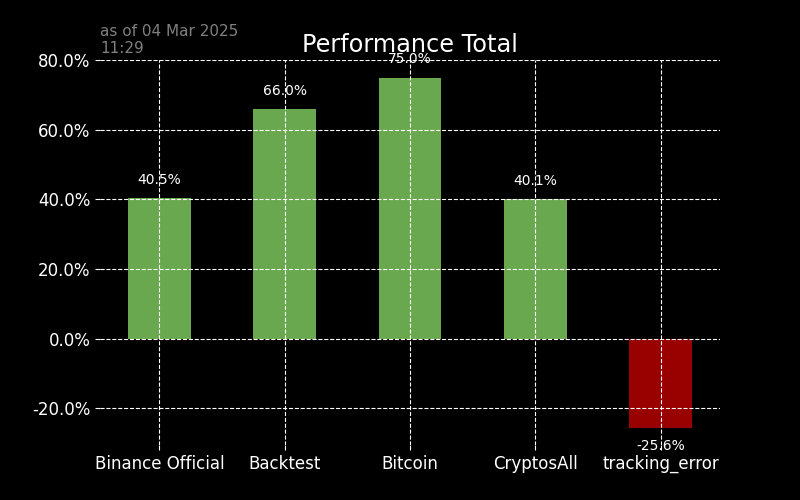 as of 04 Mar 2025
11:29
Performance Total
80.0%
60.0%
40.0%
20.0%
0.0%
-20.0%
40.5%
66.0%
75.0%
40.1%
-25.6%
Binance Official
Backtest
Bitcoin
CryptosAll
tracking_error